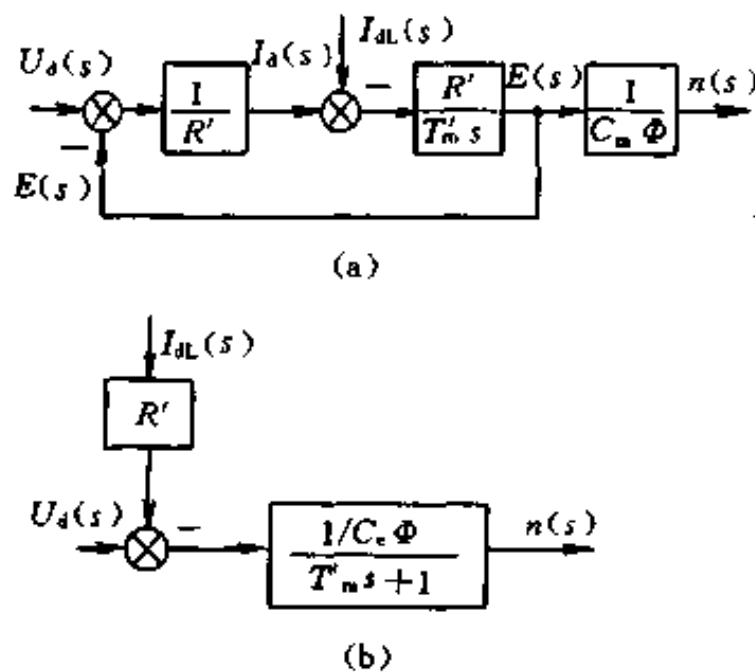 U_d(s)
1/R′
I_d(s)
I_dL(s)
−
R′/T′_m s
E(s)
1/C_m Φ
n(s)
−
E(s)
(a)
I_dL(s)
R′
U_d(s)
−
1/C_e Φ
T′_m s+1
n(s)
(b)